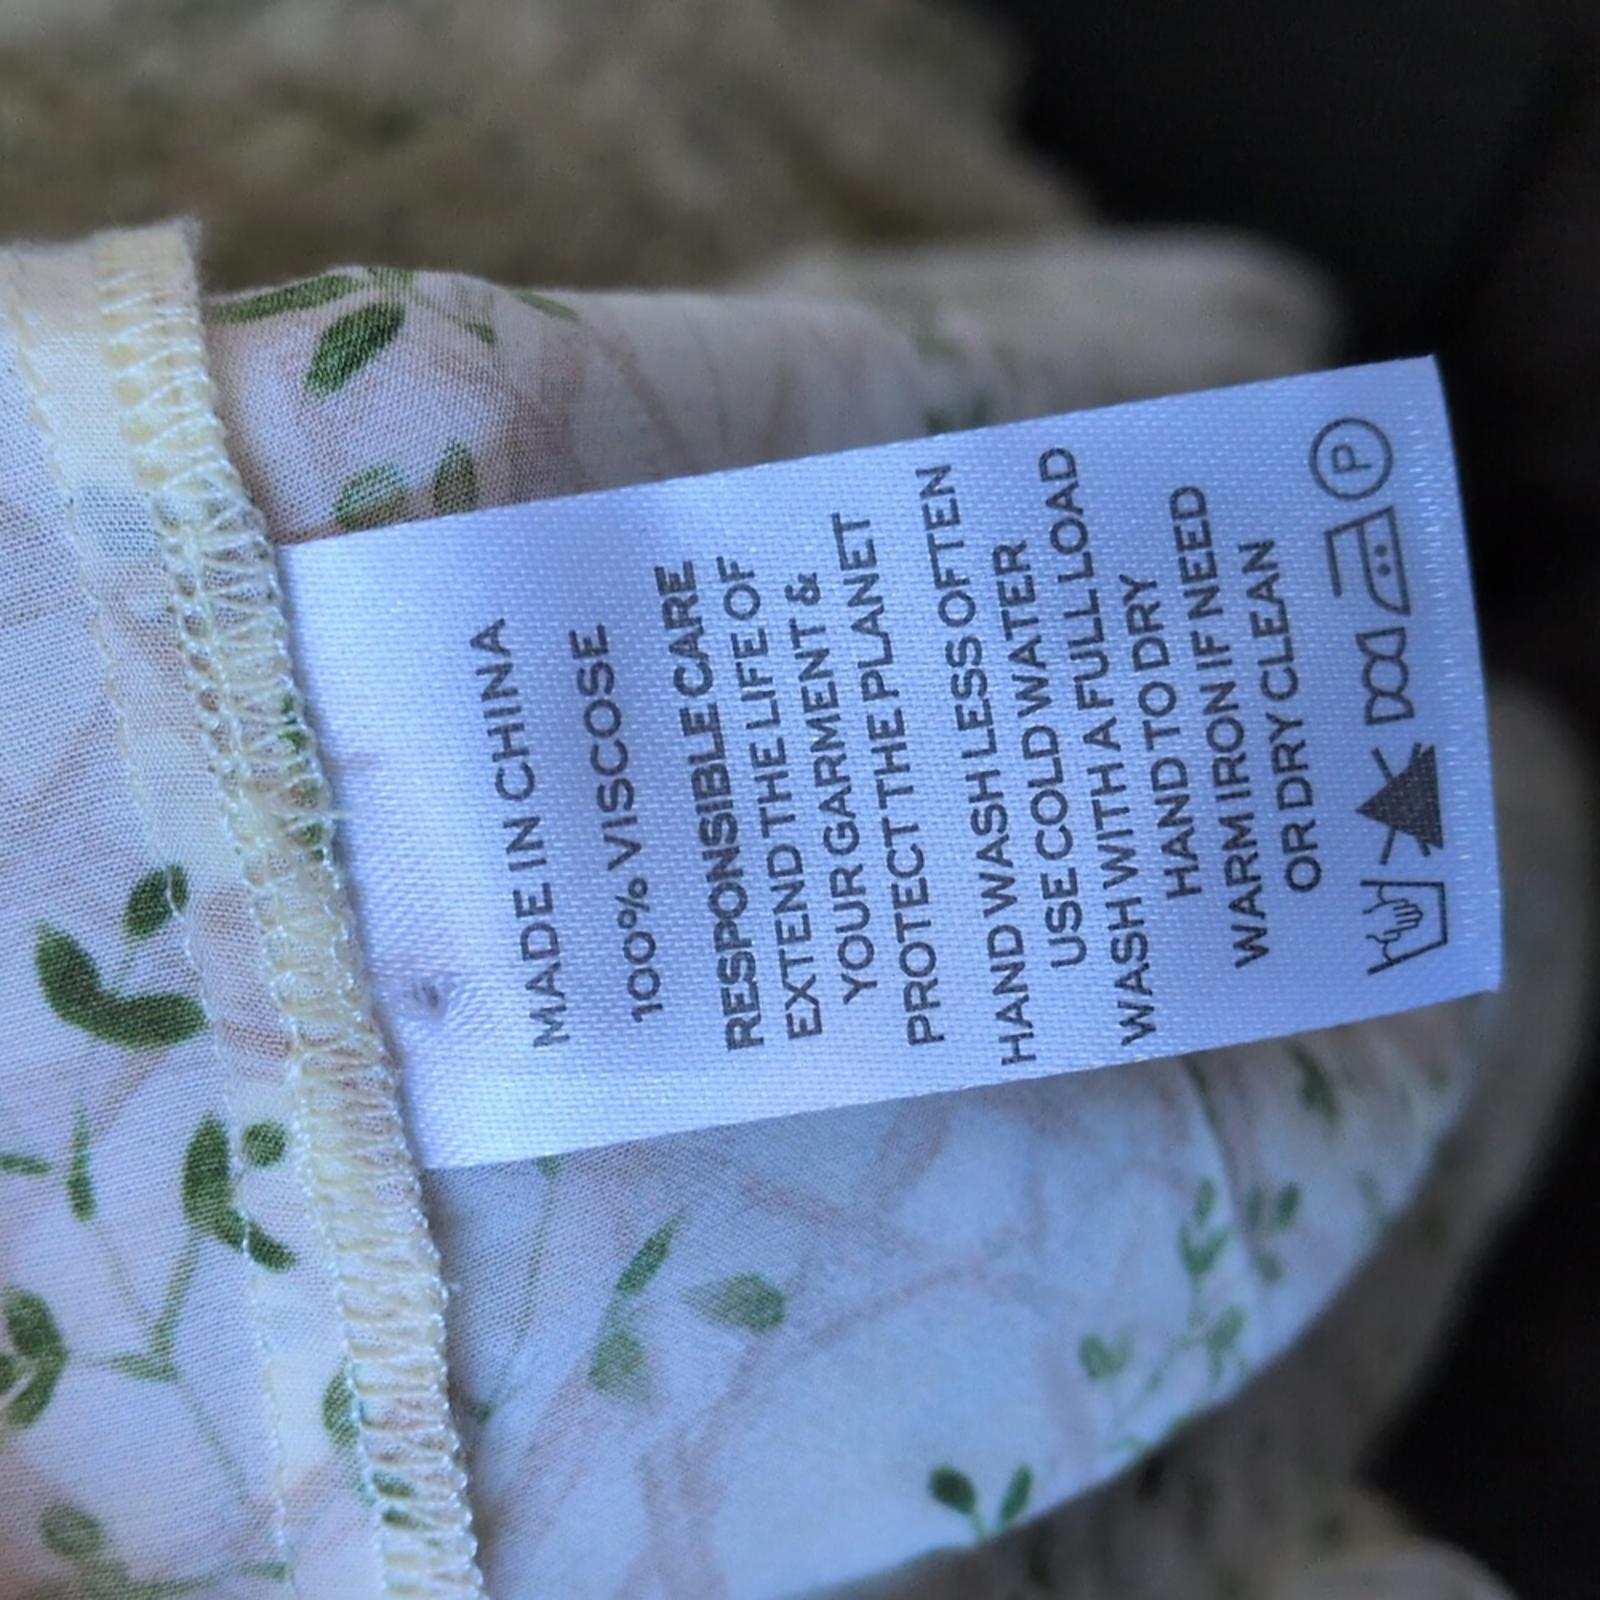 MADE IN CHINA
100% VISCOSE
RESPONSIBLE CARE
EXTEND THE LIFE OF
YOUR GARMENT &
PROTECT THE PLANET
HAND WASH LESS OFTEN
USE COLD WATER
WASH WITH A FULL LOAD
HAND TO DRY
WARM IRON IF NEED
OR DRY CLEAN
P